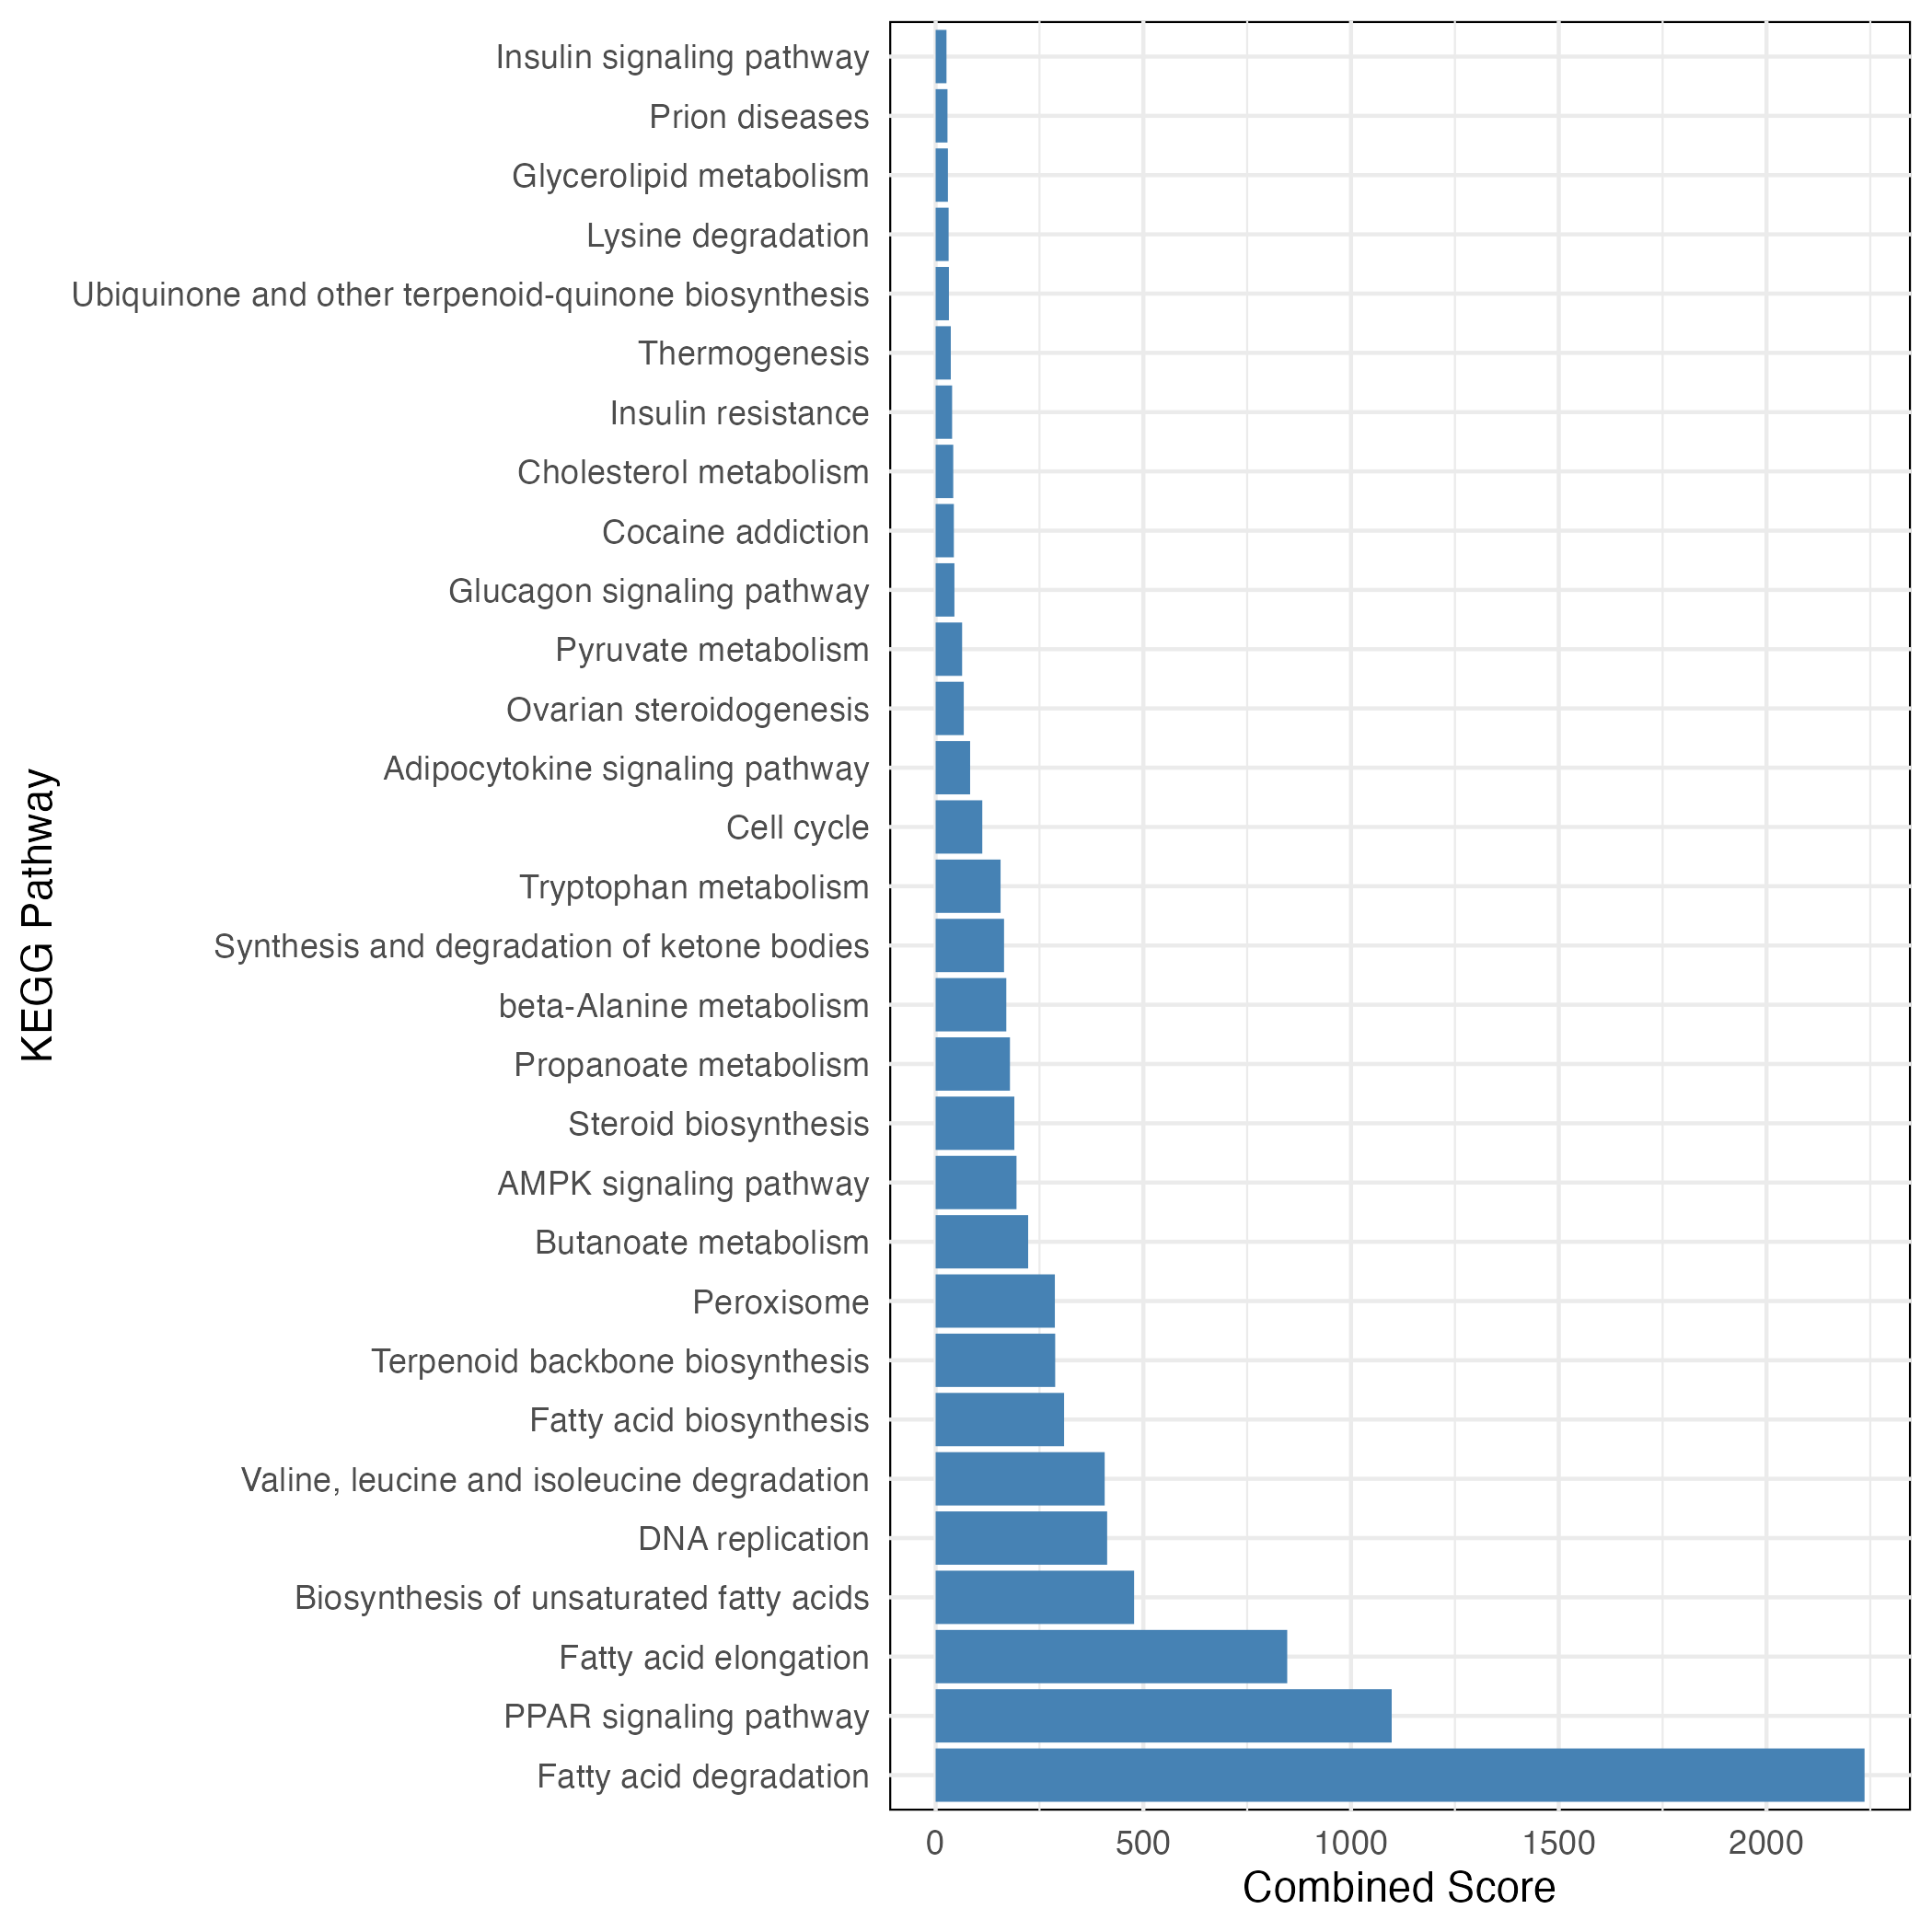 Insulin signaling pathway
Prion diseases
Glycerolipid metabolism
Lysine degradation
Ubiquinone and other terpenoid-quinone biosynthesis
Thermogenesis
Insulin resistance
Cholesterol metabolism
Cocaine addiction
Glucagon signaling pathway
Pyruvate metabolism
Ovarian steroidogenesis
Adipocytokine signaling pathway
Cell cycle
Tryptophan metabolism
Synthesis and degradation of ketone bodies
beta-Alanine metabolism
Propanoate metabolism
Steroid biosynthesis
AMPK signaling pathway
Butanoate metabolism
Peroxisome
Terpenoid backbone biosynthesis
Fatty acid biosynthesis
Valine, leucine and isoleucine degradation
DNA replication
Biosynthesis of unsaturated fatty acids
Fatty acid elongation
PPAR signaling pathway
Fatty acid degradation
KEGG Pathway
0 500 1000 1500 2000
Combined Score